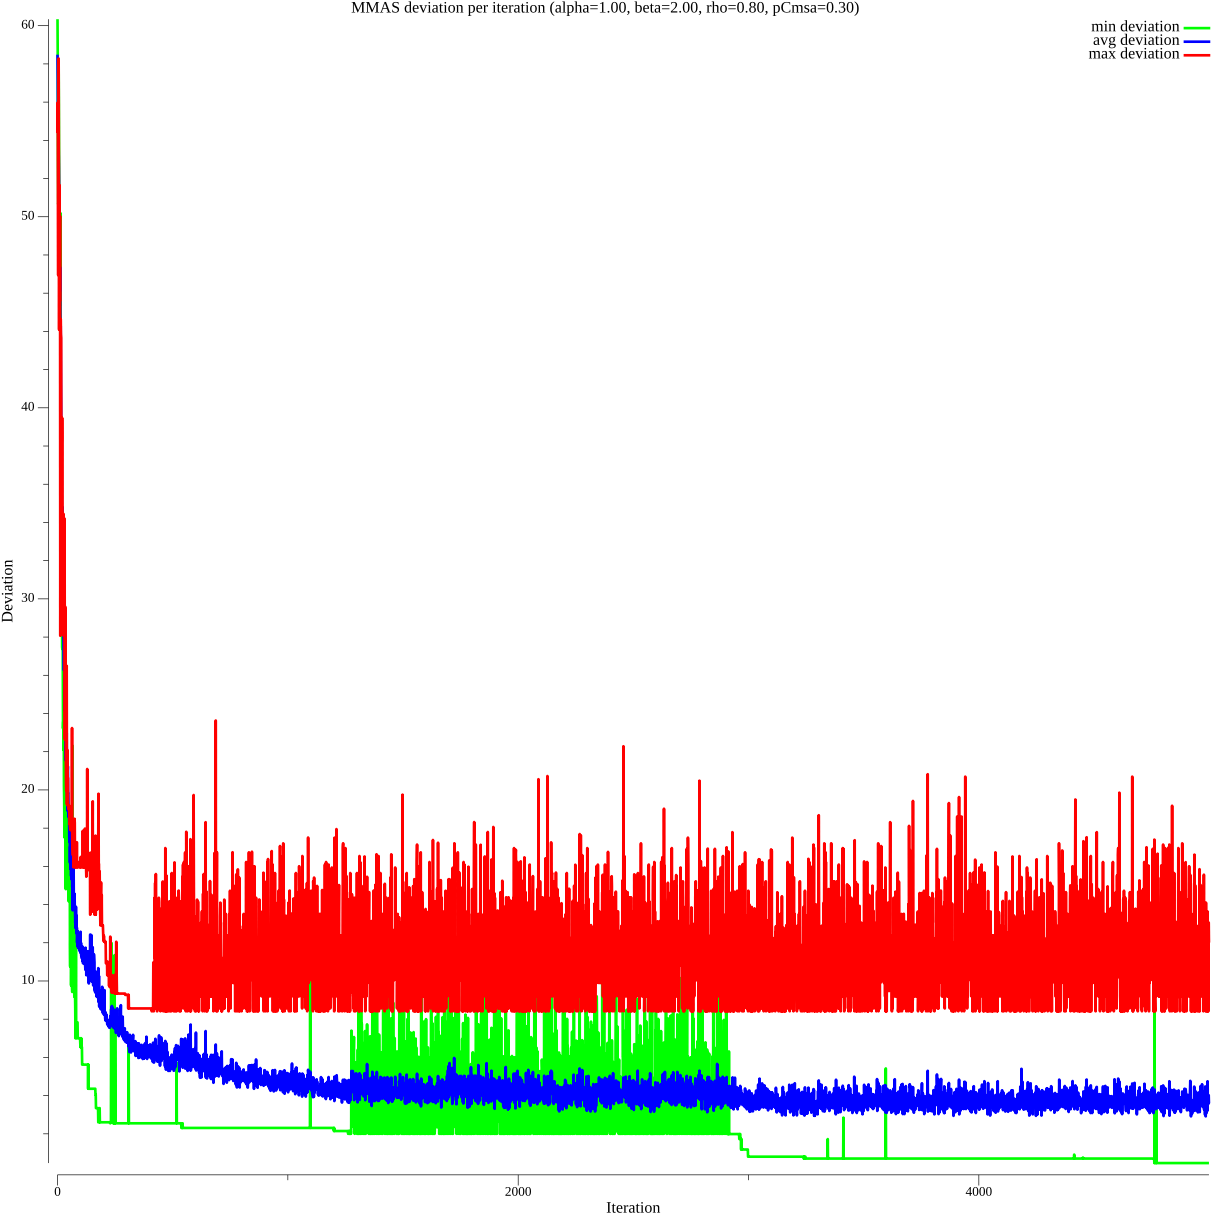 MMAS deviation per iteration (alpha=1.00, beta=2.00, rho=0.80, pCmsa=0.30)
min deviation
avg deviation
max deviation
60
50
40
30
20
10
Deviation
0
2000
4000
Iteration